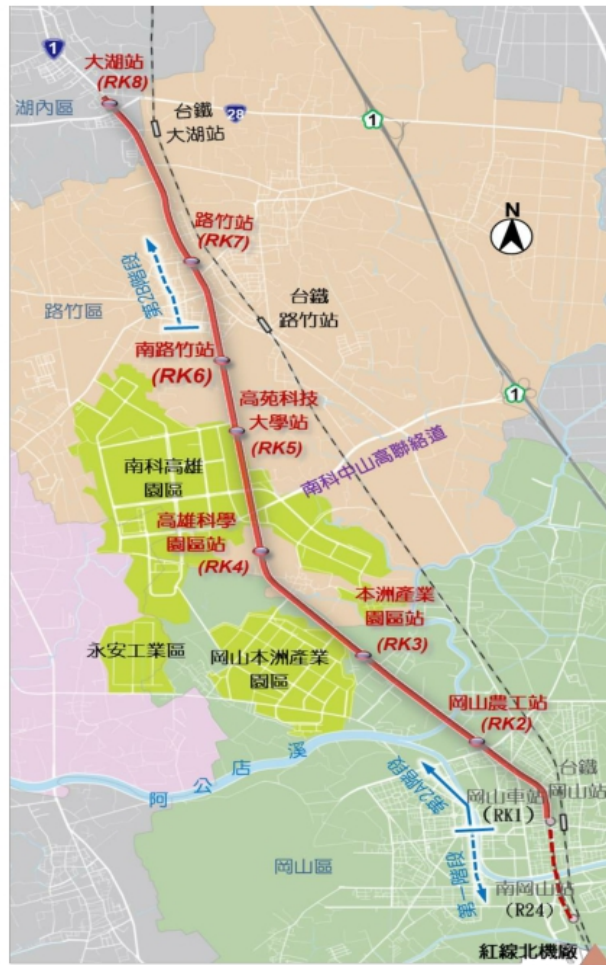 1
大湖站
(RK8)
湖內區
台鐵
大湖站
28
1
N
路竹站
(RK7)
第2B階段
路竹區
台鐵
路竹站
南路竹站
(RK6)
1
高苑科技
大學站
(RK5)
南科中山高聯絡道
南科高雄
園區
高雄科學
園區站
(RK4)
本洲產業
園區站
(RK3)
永安工業區
岡山本洲產業
園區
岡山農工站
(RK2)
阿公店溪
第2A階段
台鐵
岡山站
岡山車站
(RK1)
岡山區
第一階段
南岡山站
(R24)
紅線北機廠